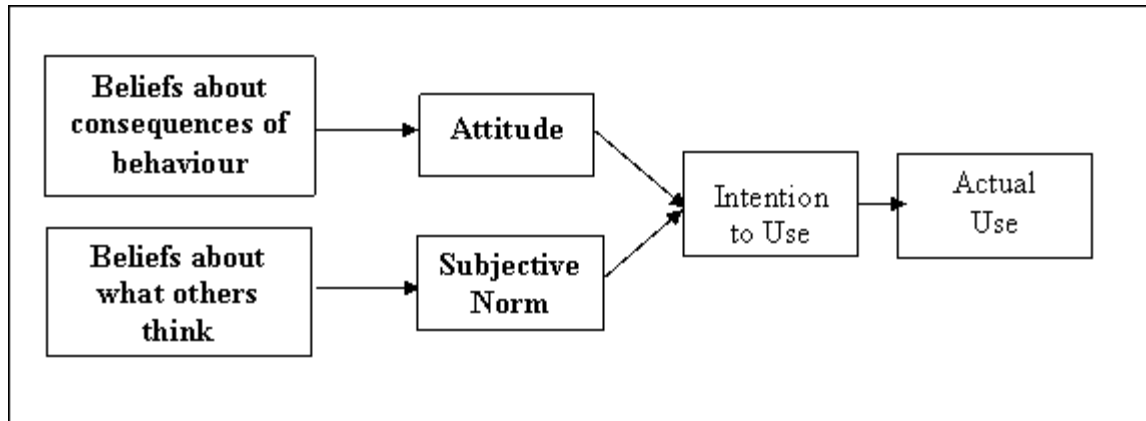 Beliefs about
consequences of
behaviour
Attitude
Beliefs about
what others
think
Subjective
Norm
Intention
to Use
Actual
Use